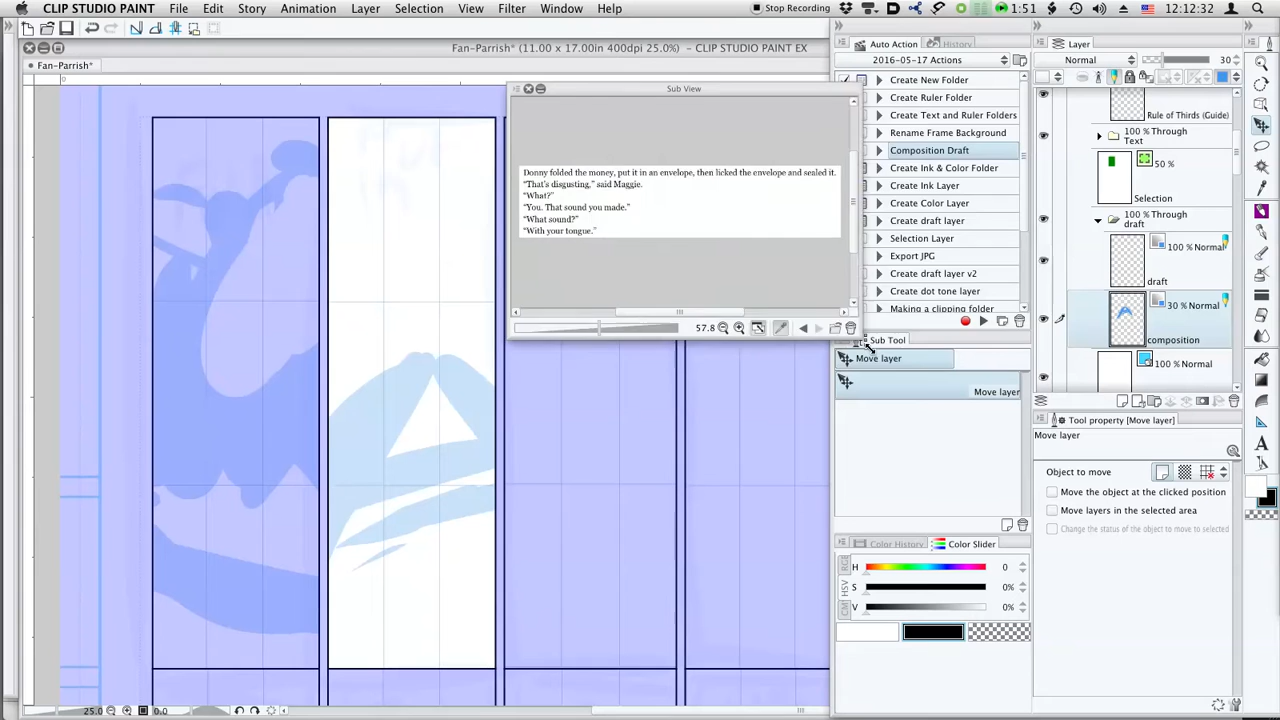 CLIP STUDIO PAINT File Edit Story Animation Layer Selection View Filter Window Help Stop Recording 1:51 U.S. 12:12:32
Fan-Parrish* (11.00 x 17.00in 400dpi 25.0%) - CLIP STUDIO PAINT EX
Fan-Parrish*
0
Sub View
Donny folded the money, put it in an envelope, then licked the envelope and sealed it.
“That’s disgusting,” said Maggie.
“What?”
“You. That sound you made.”
“What sound?”
“With your tongue.”
57.8
Auto Action History
2016-05-17 Actions
Create New Folder
Create Ruler Folder
Create Text and Ruler Folders
Rename Frame Background
Composition Draft
Create Ink & Color Folder
Create Ink Layer
Create Color Layer
Create draft layer
Selection Layer
Export JPG
Create draft layer v2
Create dot tone layer
Making a clipping folder
Sub Tool
Move layer
Move layer
Color History Color Slider
RGB
HSV
CM
H 0
S 0%
V 0%
Layer
Normal 30
Rule of Thirds (Guide)
100 % Through
Text
50 %
Selection
100 % Through
draft
100 % Normal
draft
30 % Normal
composition
100 % Normal
Tool property [Move layer]
Move layer
Object to move
Move the object at the clicked position
Move layers in the selected area
Change the status of the object to move to selected
25.0 0.0